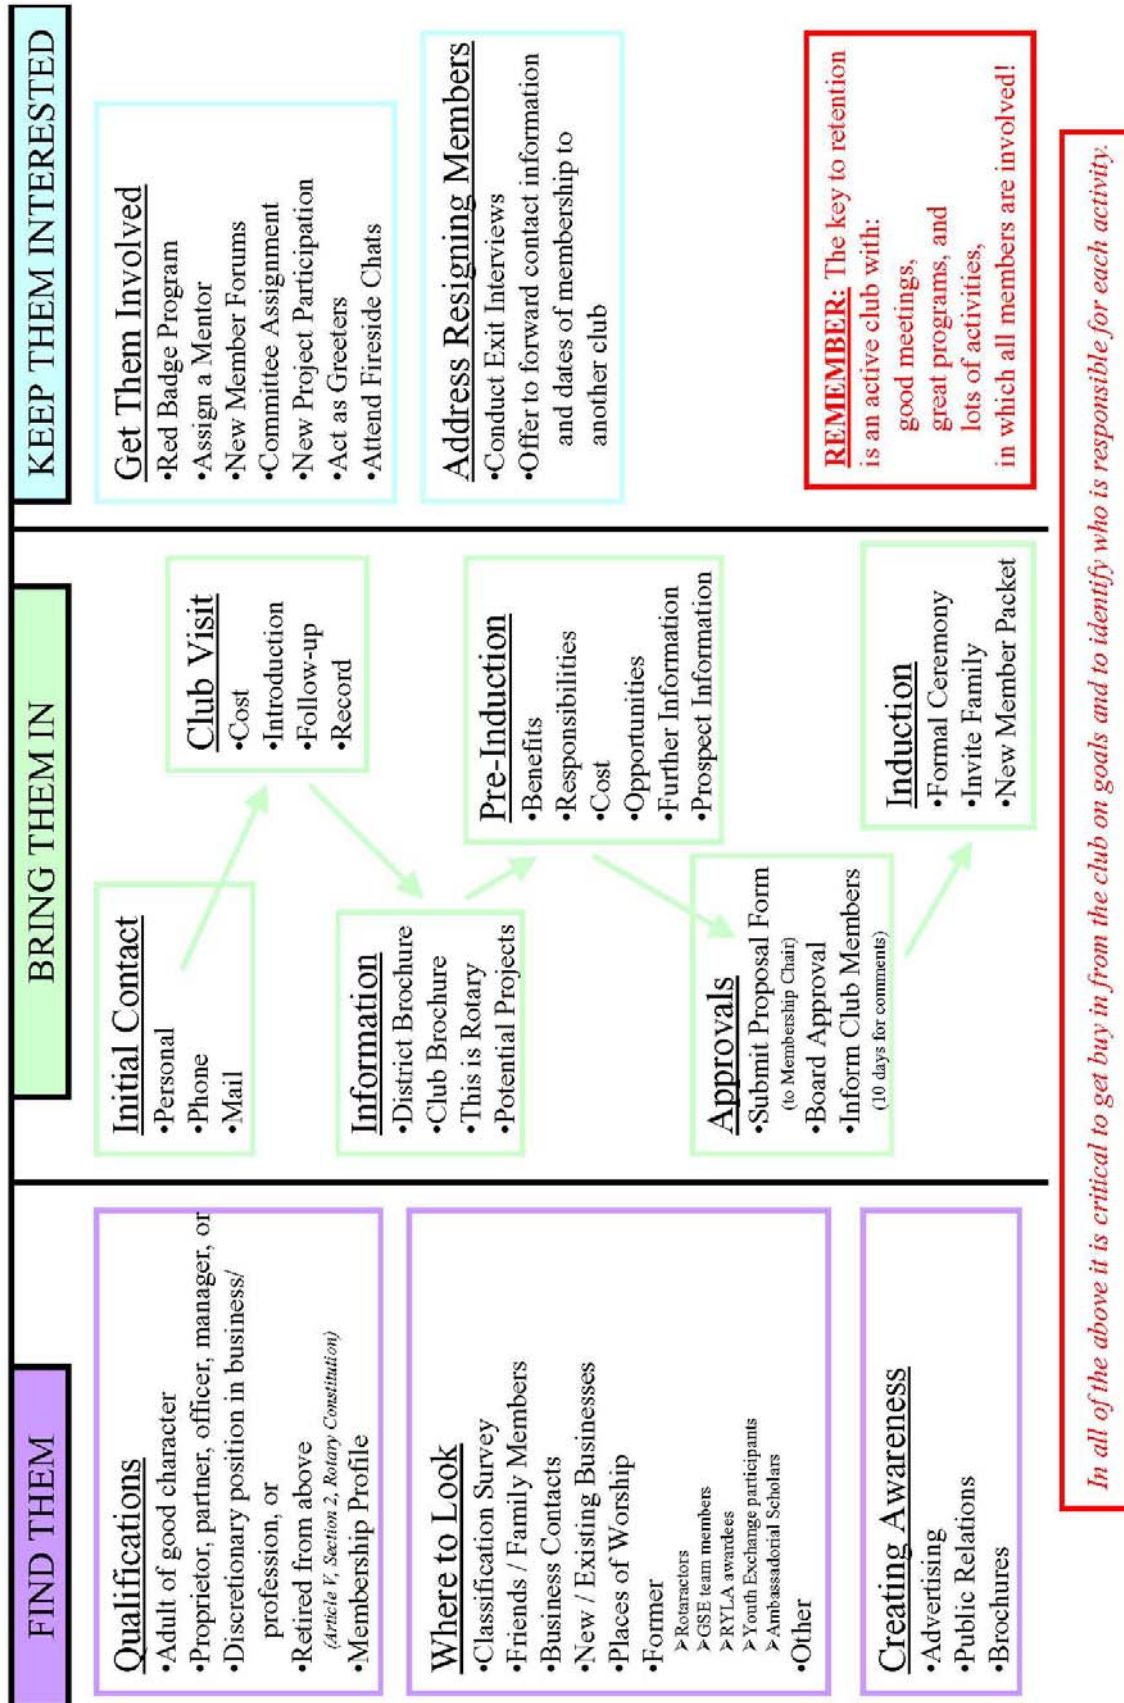 FIND THEM
Qualifications
•Adult of good character
•Proprietor, partner, officer, manager, or
•Discretionary position in business/
profession, or
•Retired from above
(Article V, Section 2, Rotary Constitution)
•Membership Profile
Where to Look
•Classification Survey
•Friends / Family Members
•Business Contacts
•New / Existing Businesses
•Places of Worship
•Former
➢Rotaractors
➢GSE team members
➢RYLA awardees
➢Youth Exchange participants
➢Ambassadorial Scholars
•Other
Creating Awareness
•Advertising
•Public Relations
•Brochures
BRING THEM IN
Initial Contact
•Personal
•Phone
•Mail
Club Visit
•Cost
•Introduction
•Follow-up
•Record
Information
•District Brochure
•Club Brochure
•This is Rotary
•Potential Projects
Pre-Induction
•Benefits
•Responsibilities
•Cost
•Opportunities
•Further Information
•Prospect Information
Approvals
•Submit Proposal Form
(to Membership Chair)
•Board Approval
•Inform Club Members
(10 days for comments)
Induction
•Formal Ceremony
•Invite Family
•New Member Packet
KEEP THEM INTERESTED
Get Them Involved
•Red Badge Program
•Assign a Mentor
•New Member Forums
•Committee Assignment
•New Project Participation
•Act as Greeters
•Attend Fireside Chats
Address Resigning Members
•Conduct Exit Interviews
•Offer to forward contact information
and dates of membership to
another club
REMEMBER: The key to retention
is an active club with:
good meetings,
great programs, and
lots of activities,
in which all members are involved!
In all of the above it is critical to get buy in from the club on goals and to identify who is responsible for each activity.